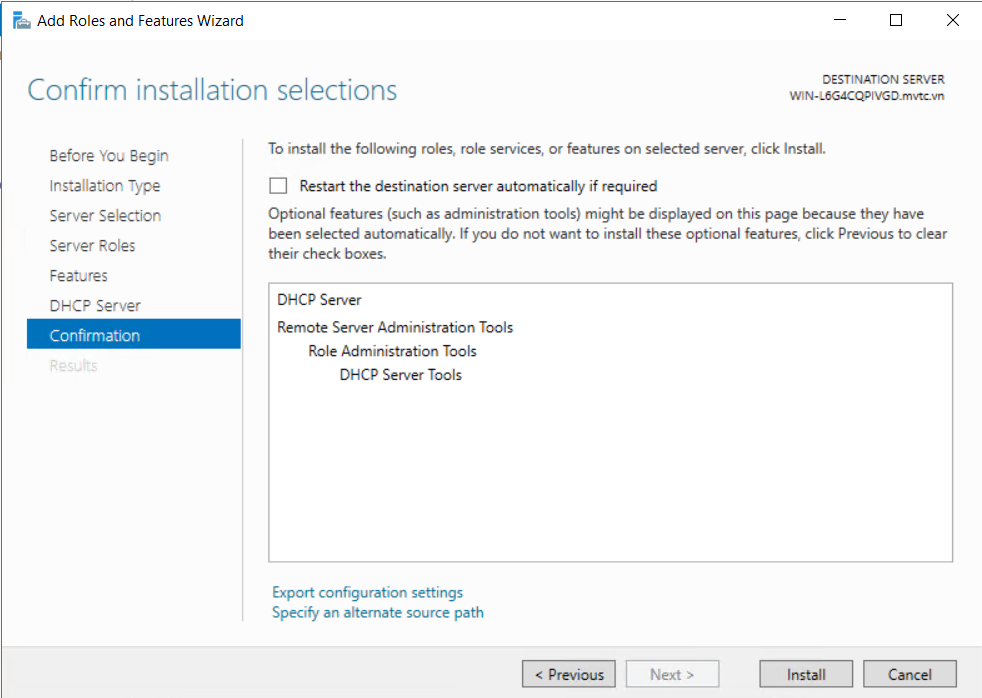 Add Roles and Features Wizard
Confirm installation selections
DESTINATION SERVER
WIN-L6G4CQPIVGD.mvtc.vn
Before You Begin
Installation Type
Server Selection
Server Roles
Features
DHCP Server
Confirmation
Results
To install the following roles, role services, or features on selected server, click Install.
Restart the destination server automatically if required
Optional features (such as administration tools) might be displayed on this page because they have
been selected automatically. If you do not want to install these optional features, click Previous to clear
their check boxes.
DHCP Server
Remote Server Administration Tools
Role Administration Tools
DHCP Server Tools
Export configuration settings
Specify an alternate source path
< Previous
Next >
Install
Cancel